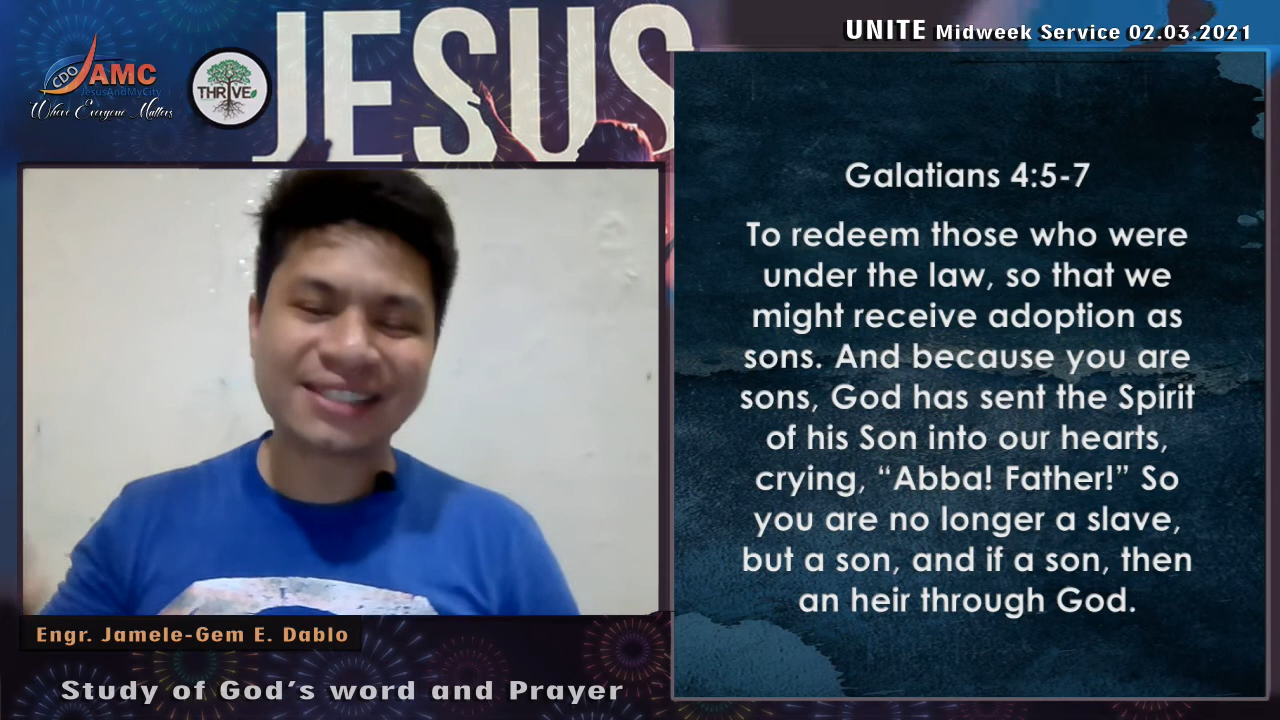 JESUS
UNITE Midweek Service 02.03.2021
CDO JAMC
JesusAndMyCity
Where Everyone Matters
THRIVE
Galatians 4:5-7
To redeem those who were
under the law, so that we
might receive adoption as
sons. And because you are
sons, God has sent the Spirit
of his Son into our hearts,
crying, “Abba! Father!” So
you are no longer a slave,
but a son, and if a son, then
an heir through God.
Engr. Jamele-Gem E. Dablo
Study of God’s word and Prayer